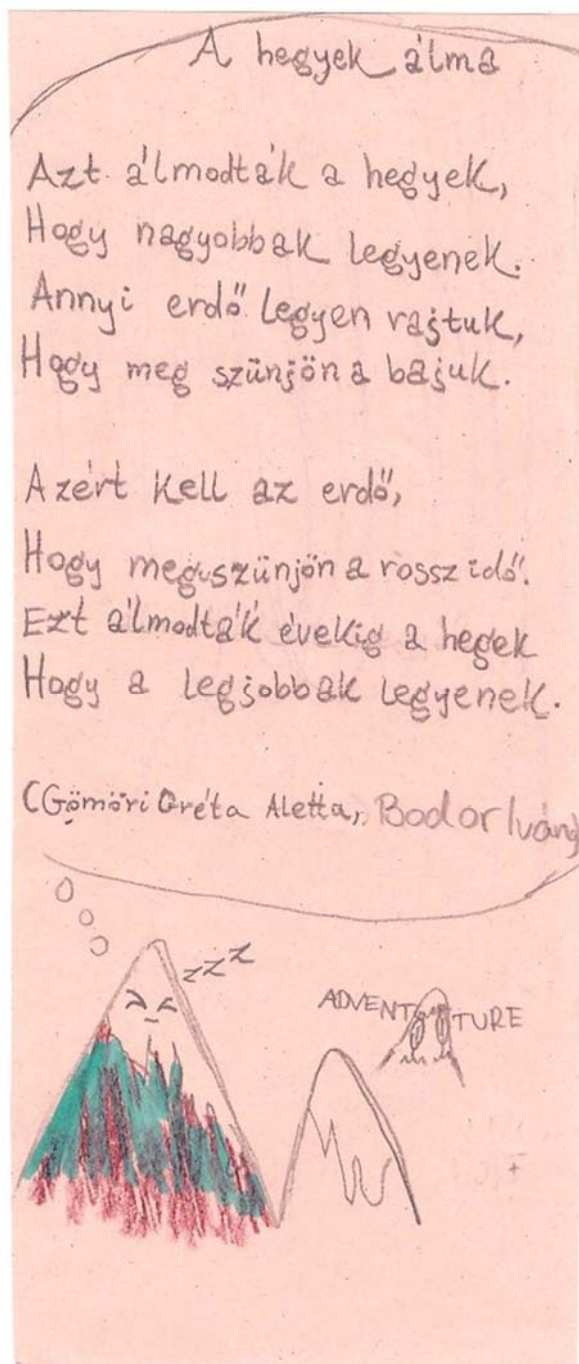 A hegyek álma
Azt álmodták a hegyek,
Hogy nagyobbak legyenek.
Annyi erdő legyen rajtuk,
Hogy meg szűnjön a bajuk.
Azért kell az erdő,
Hogy megszűnjön a rossz idő.
Ezt álmodták évekig a hegek
Hogy a legjobbak legyenek.
(Gömöri Gréta Aletta, Bodor Iván)
zzz
ADVENTURE